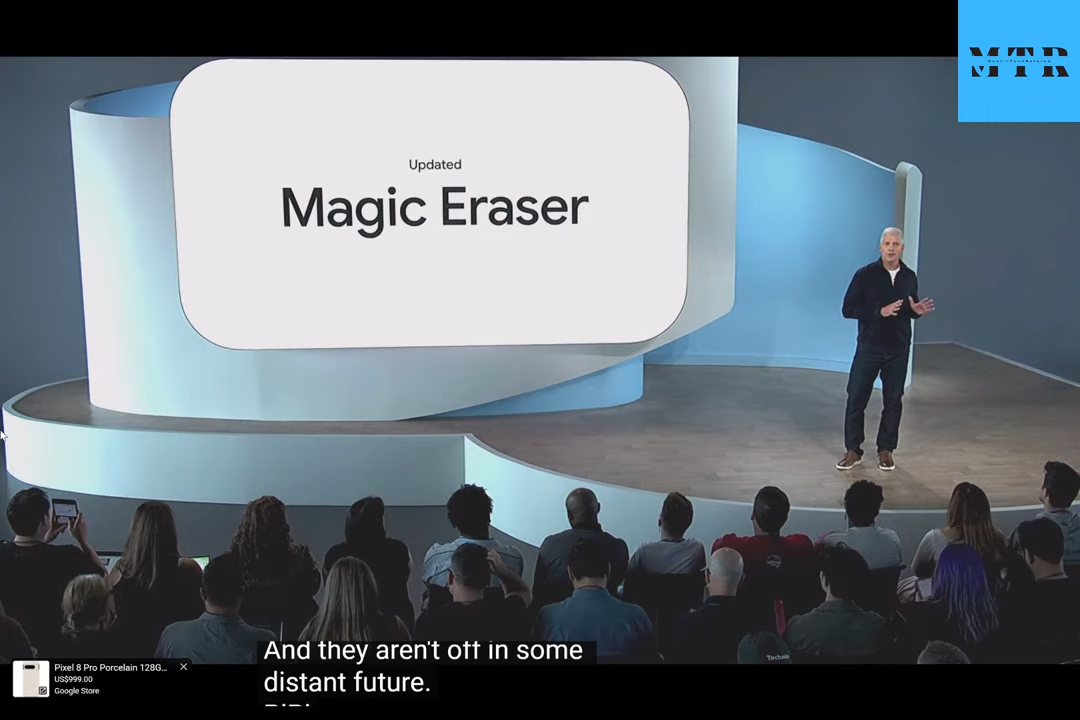 MTR
Updated
Magic Eraser
And they aren't off in some
distant future.
Pixel 8 Pro Porcelain 128G...
US$999.00
Google Store